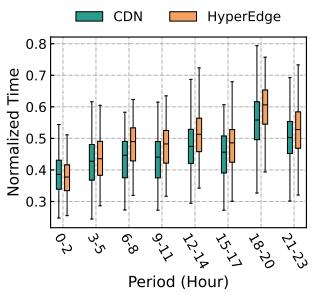 CDN HyperEdge
Normalized Time
0.8
0.7
0.6
0.5
0.4
0.3
0-2 3-5 6-8 9-11 12-14 15-17 18-20 21-23
Period (Hour)